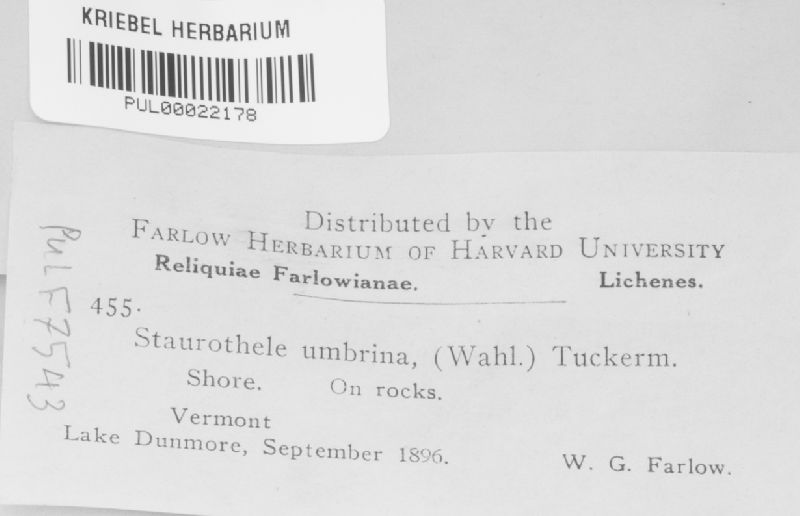 KRIEBEL HERBARIUM
PUL00022178
Distributed by the
FARLOW HERBARIUM OF HARVARD UNIVERSITY
Reliquiae Farlowianae. Lichenes.
455.
Staurothele umbrina, (Wahl.) Tuckerm.
Shore. On rocks.
Vermont
Lake Dunmore, September 1896.
W. G. Farlow.
PUL F7543